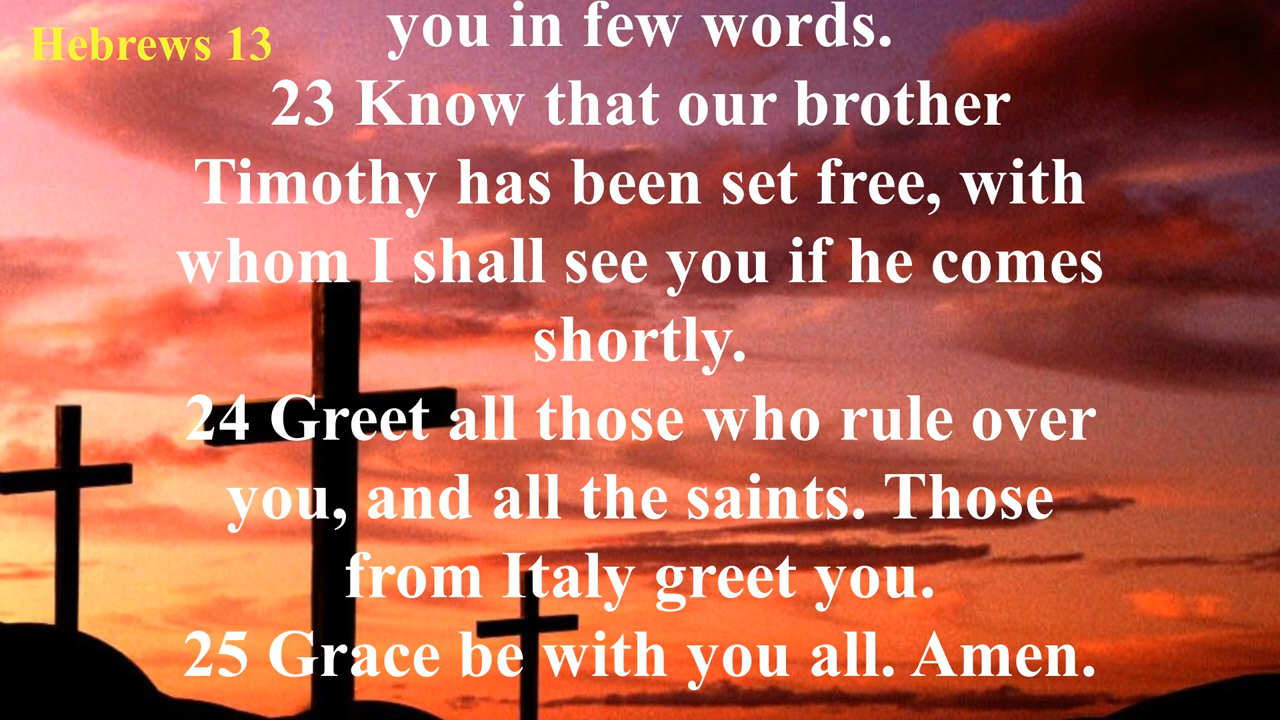 Hebrews 13
you in few words.
23 Know that our brother
Timothy has been set free, with
whom I shall see you if he comes
shortly.
24 Greet all those who rule over
you, and all the saints. Those
from Italy greet you.
25 Grace be with you all. Amen.